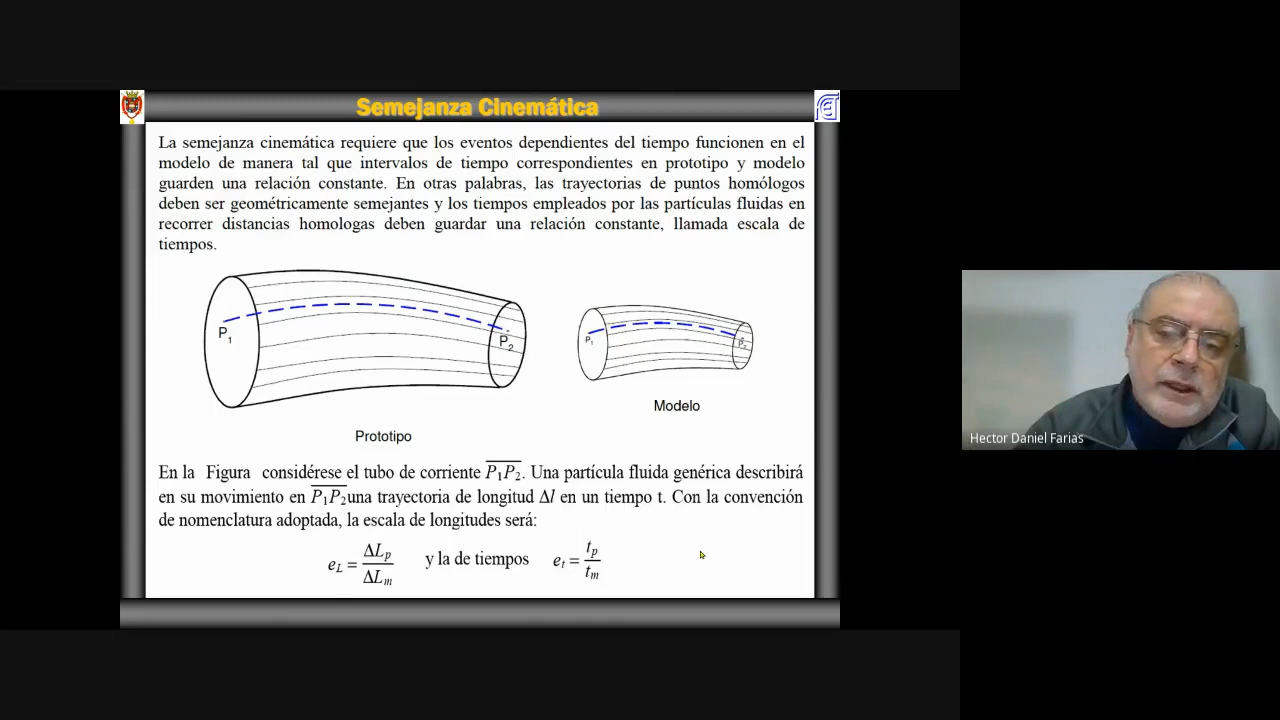 Semejanza Cinemática
La semejanza cinemática requiere que los eventos dependientes del tiempo funcionen en el
modelo de manera tal que intervalos de tiempo correspondientes en prototipo y modelo
guarden una relación constante. En otras palabras, las trayectorias de puntos homólogos
deben ser geométricamente semejantes y los tiempos empleados por las partículas fluidas en
recorrer distancias homologas deben guardar una relación constante, llamada escala de
tiempos.
P1
P2
P1
P2
Modelo
Prototipo
Hector Daniel Farias
En la Figura considérese el tubo de corriente P1P2. Una partícula fluida genérica describirá
en su movimiento en P1P2 una trayectoria de longitud Δl en un tiempo t. Con la convención
de nomenclatura adoptada, la escala de longitudes será:
eL = ΔLp / ΔLm y la de tiempos et = tp / tm